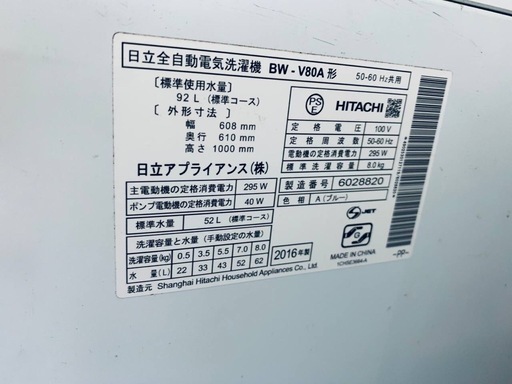 日立全自動電気洗濯機 BW-V80A形 50-60 Hz共用
[標準使用水量]
92L (標準コース)
[外形寸法]
幅 608 mm
奥行 610 mm
高さ 1000 mm
日立アプライアンス(株)
主電動機の定格消費電力 295 W
ポンプ電動機の定格消費電力 40 W
標準水量 52L (標準コース)
洗濯容量と水量 (手動設定の水量)
洗濯容量(kg) 0.5 3.5 5.5 7.0 8.0
水量(L) 22 33 43 52 62
製造元 Shanghai Hitachi Household Appliances Co., Ltd.
PS
E
HITACHI
定格電圧 100V
定格周波数 50-60Hz
電動機の定格消費電力 295 W
標準洗濯容量 8.0kg
製造番号 6028820
色相 A(ブルー)
S JET
2016年製
MADE IN CHINA
-PP-